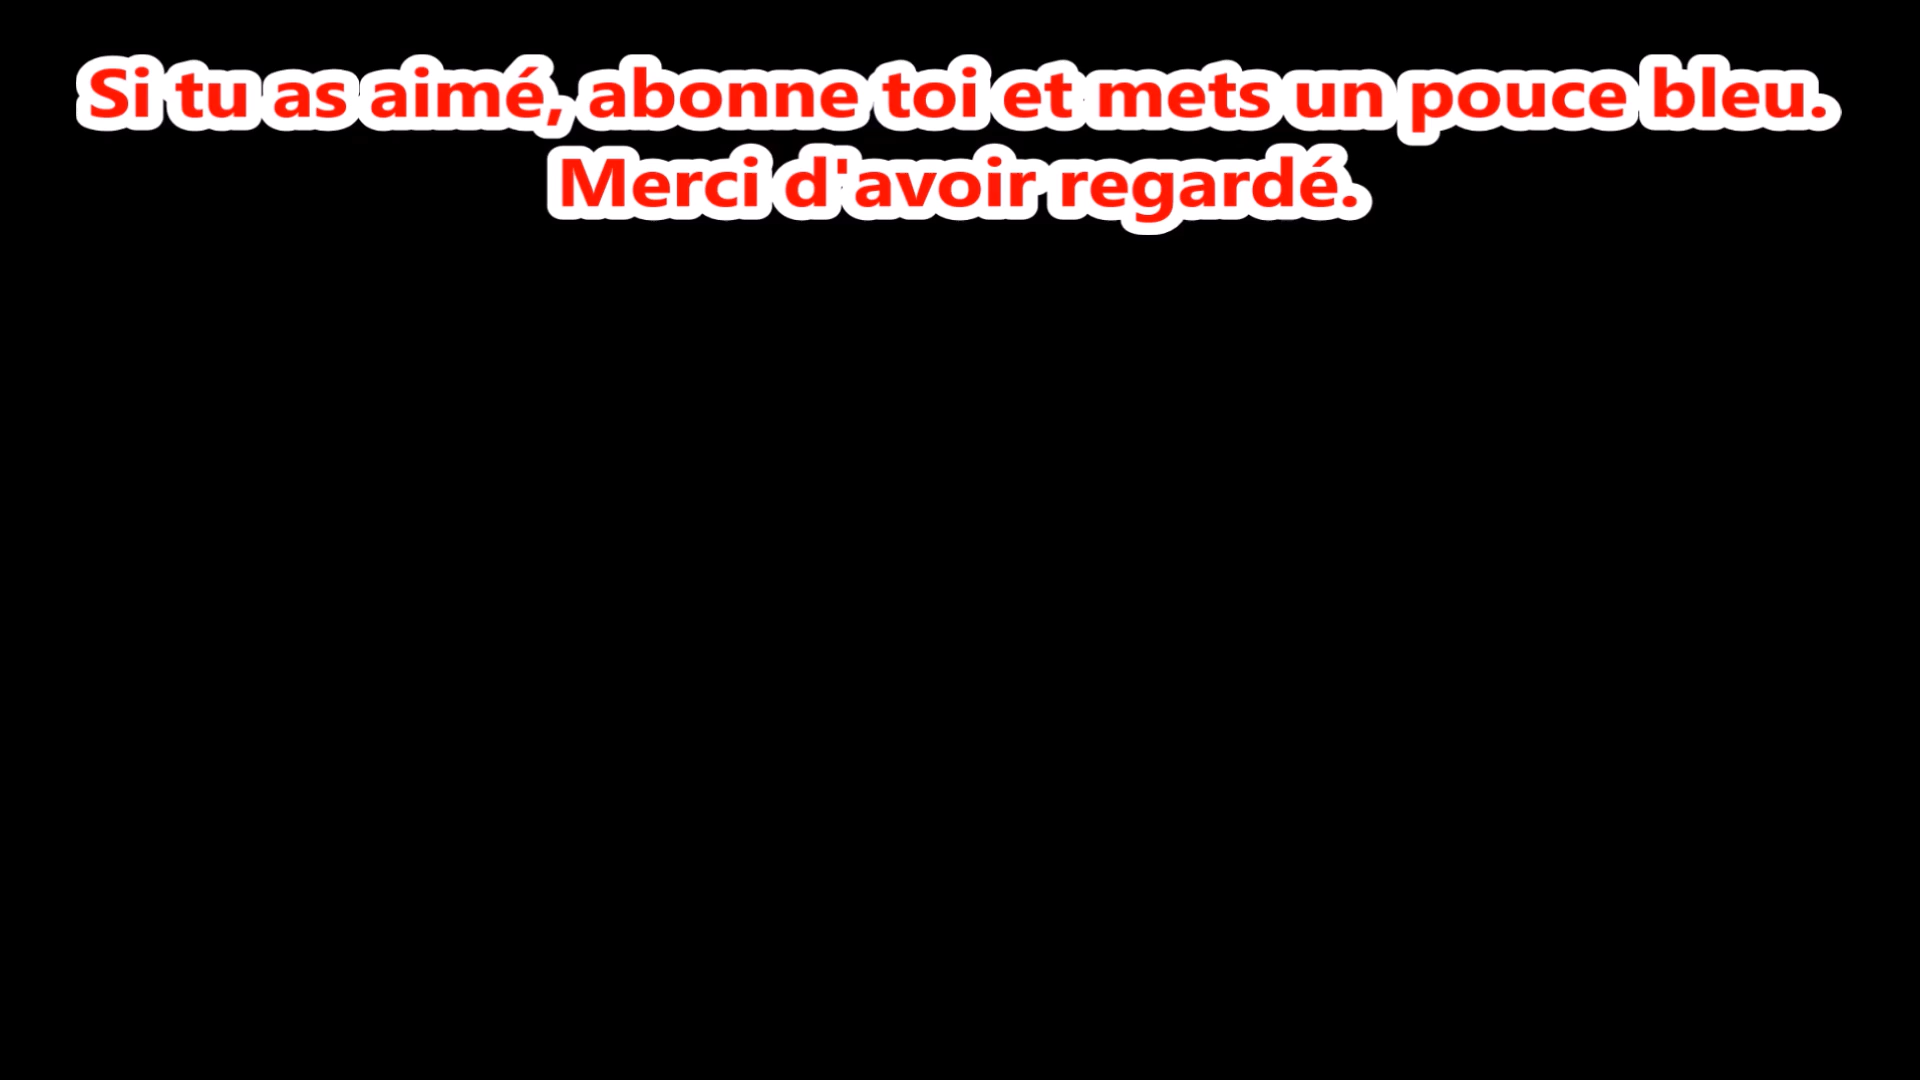 Si tu as aimé, abonne toi et mets un pouce bleu.
Merci d'avoir regardé.